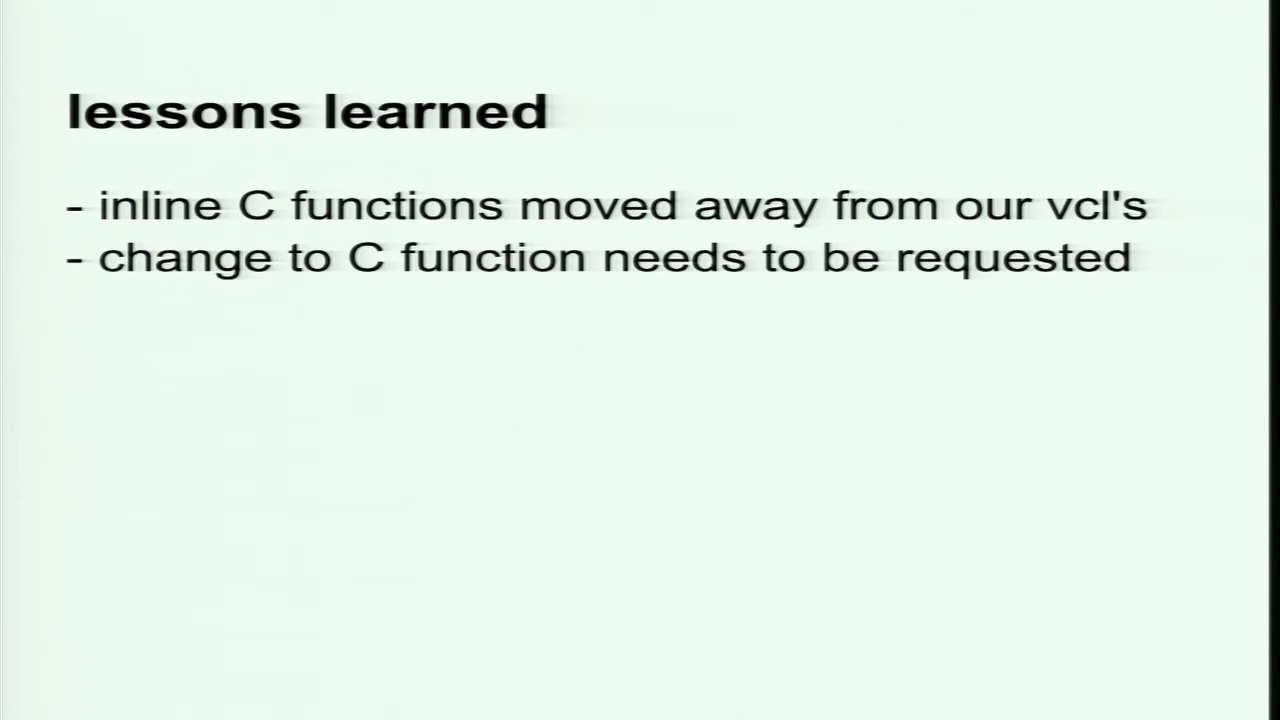 lessons learned
- inline C functions moved away from our vcl's
- change to C function needs to be requested